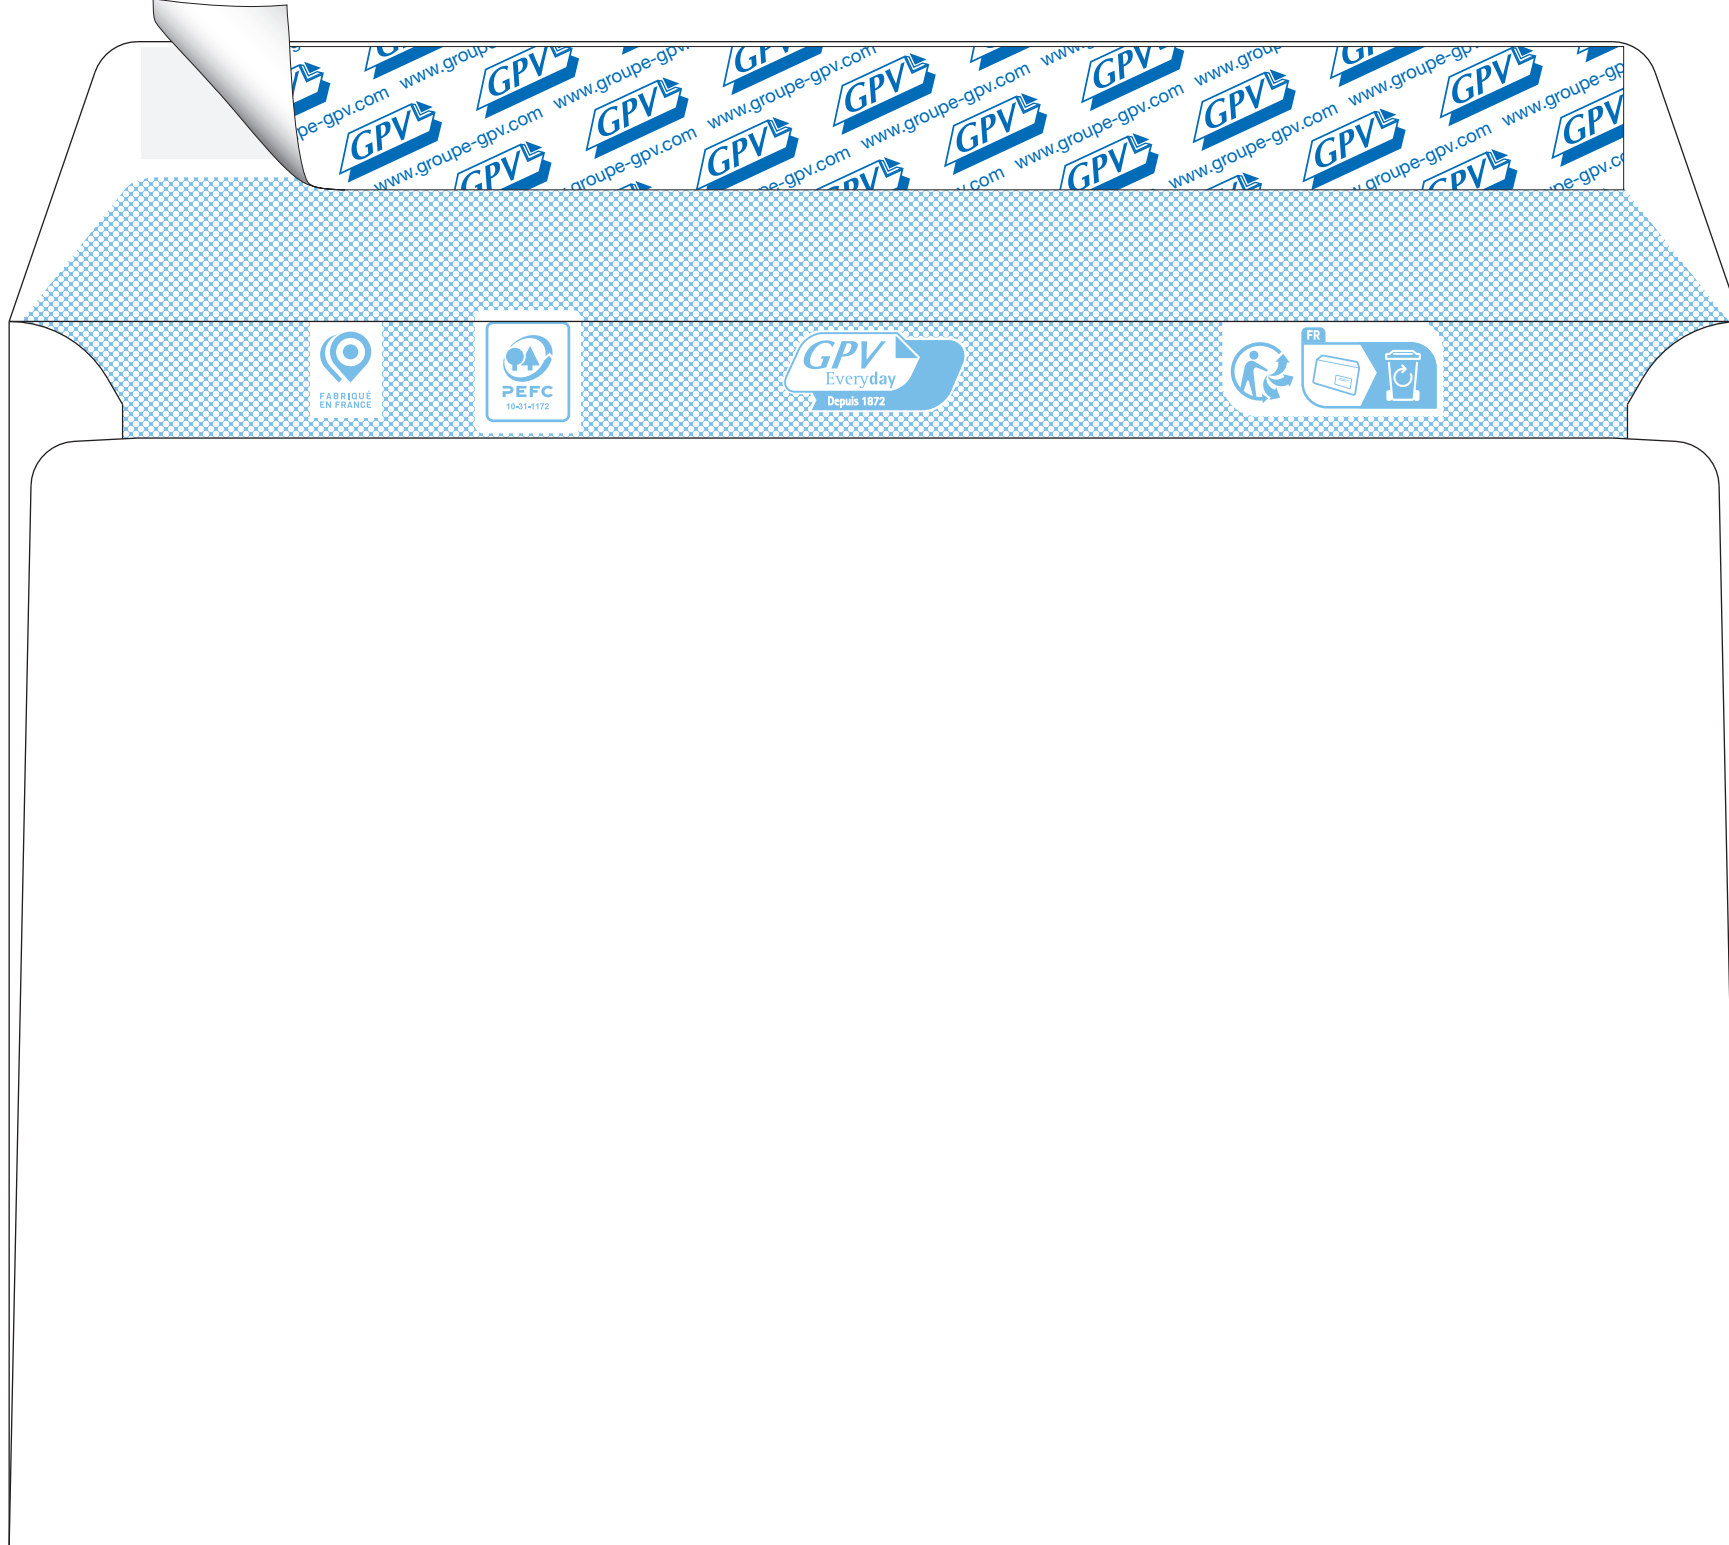 GPV www.groupe-gpv.com
FABRIQUÉ
EN FRANCE
PEFC
10-31-1172
GPV
Everyday
Depuis 1872
FR